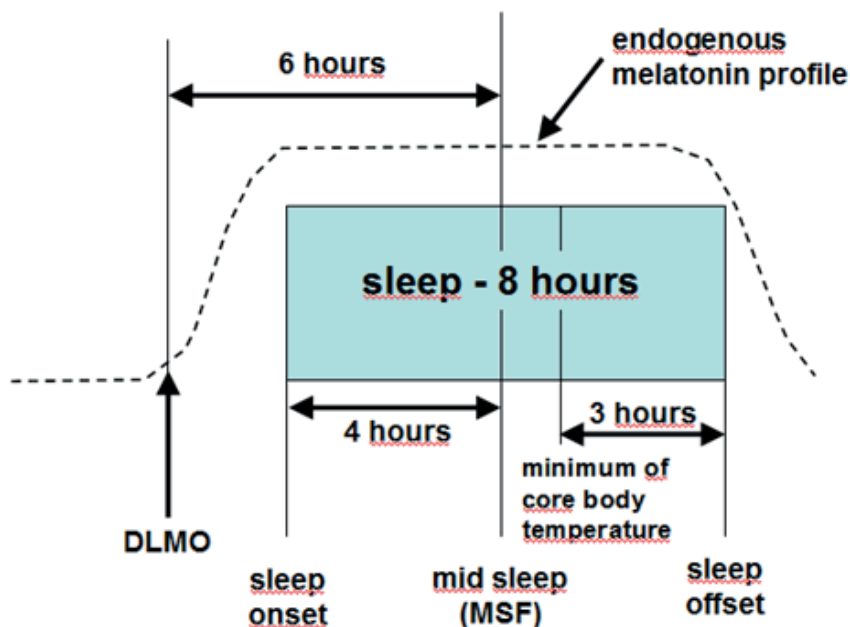 6 hours
endogenous
melatonin profile
sleep - 8 hours
4 hours
3 hours
minimum of
core body
temperature
DLMO
sleep
onset
mid sleep
(MSF)
sleep
offset